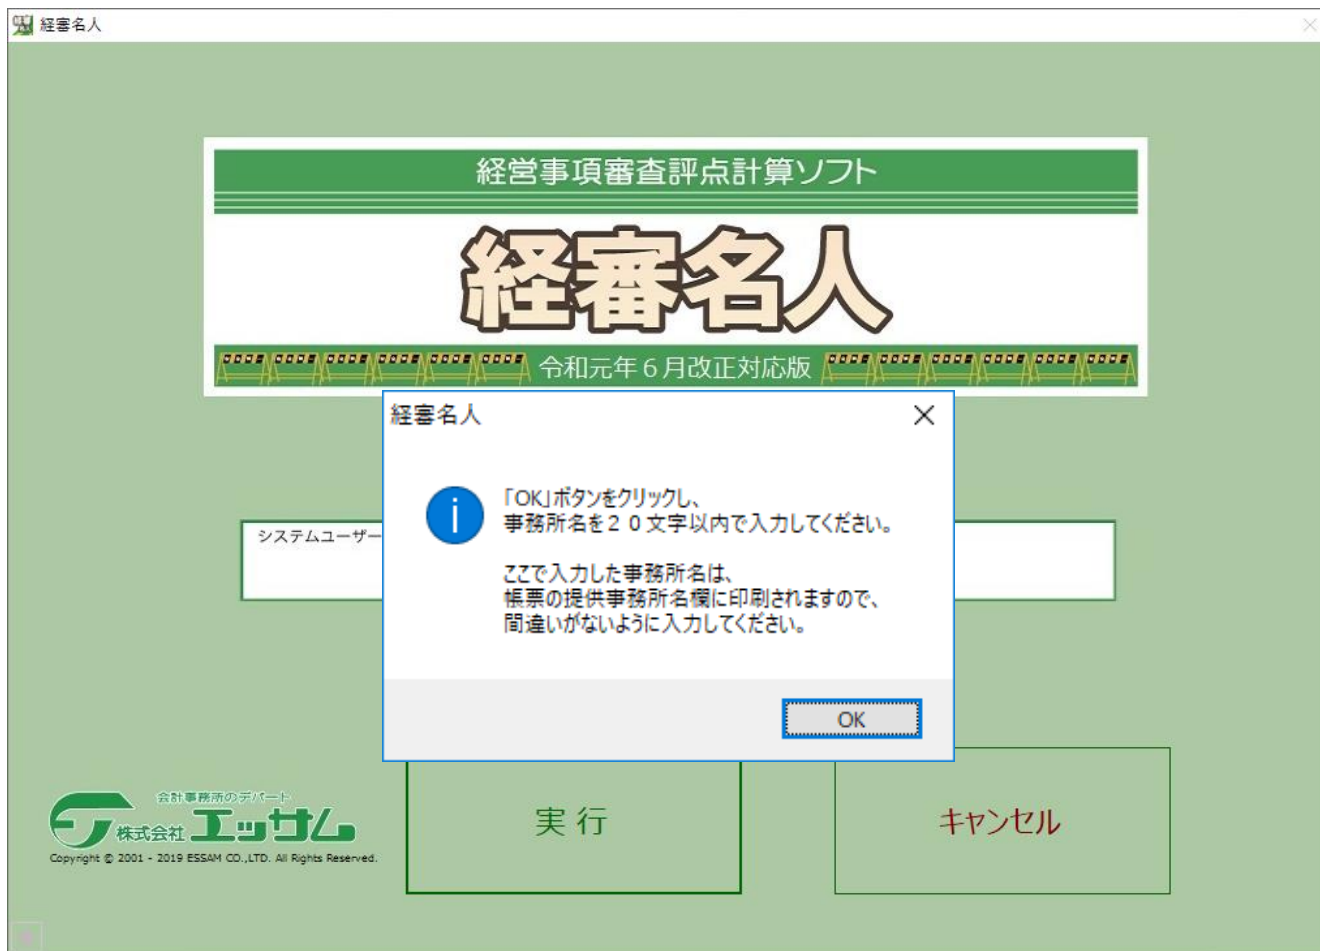 経審名人
経営事項審査評点計算ソフト
経審名人
令和元年6月改正対応版
経審名人
「OK」ボタンをクリックし、
事務所名を20文字以内で入力してください。
ここで入力した事務所名は、
帳票の提供事務所名欄に印刷されますので、
間違いがないように入力してください。
システムユーザー
OK
実行
キャンセル
会計事務所のデパート
株式会社エッサム
Copyright © 2001 - 2019 ESSAM CO.,LTD. All Rights Reserved.